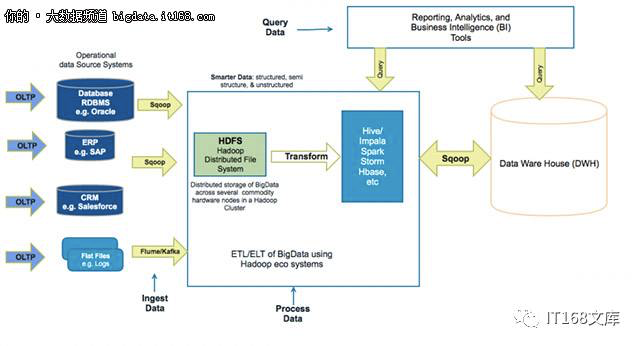 你的 · 大数据频道 bigdata.it168.com
Query
Data
Reporting, Analytics, and
Business Intelligence (BI)
Tools
Operational
data Source Systems
Smarter Data: structured, semi
structure, & unstructured
Query
Query
OLTP
Database
RDBMS
e.g. Oracle
Sqoop
OLTP
ERP
e.g. SAP
Sqoop
HDFS
Hadoop
Distributed File
System
Transform
Hive/
Impala
Spark
Storm
Hbase,
etc
Sqoop
Data Ware House (DWH)
Distributed storage of BigData
across several commodity
hardware nodes in a Hadoop
Cluster
OLTP
CRM
e.g. Salesforce
OLTP
Flat Files
e.g. Logs
Flume/Kafka
ETL/ELT of BigData using
Hadoop eco systems
Ingest
Data
Process
Data
IT168文库